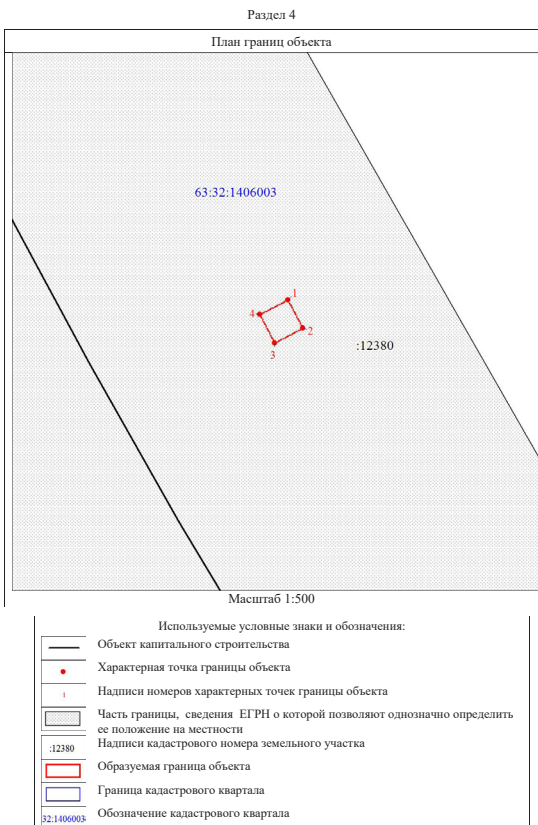 Раздел 4
План границ объекта
63:32:1406003
1
4
2
:12380
3
Масштаб 1:500
Используемые условные знаки и обозначения:
Объект капитального строительства
Характерная точка границы объекта
1 Надписи номеров характерных точек границы объекта
Часть границы, сведения ЕГРН о которой позволяют однозначно определить
ее положение на местности
:12380 Надписи кадастрового номера земельного участка
Образуемая граница объекта
Граница кадастрового квартала
32:1406003 Обозначение кадастрового квартала